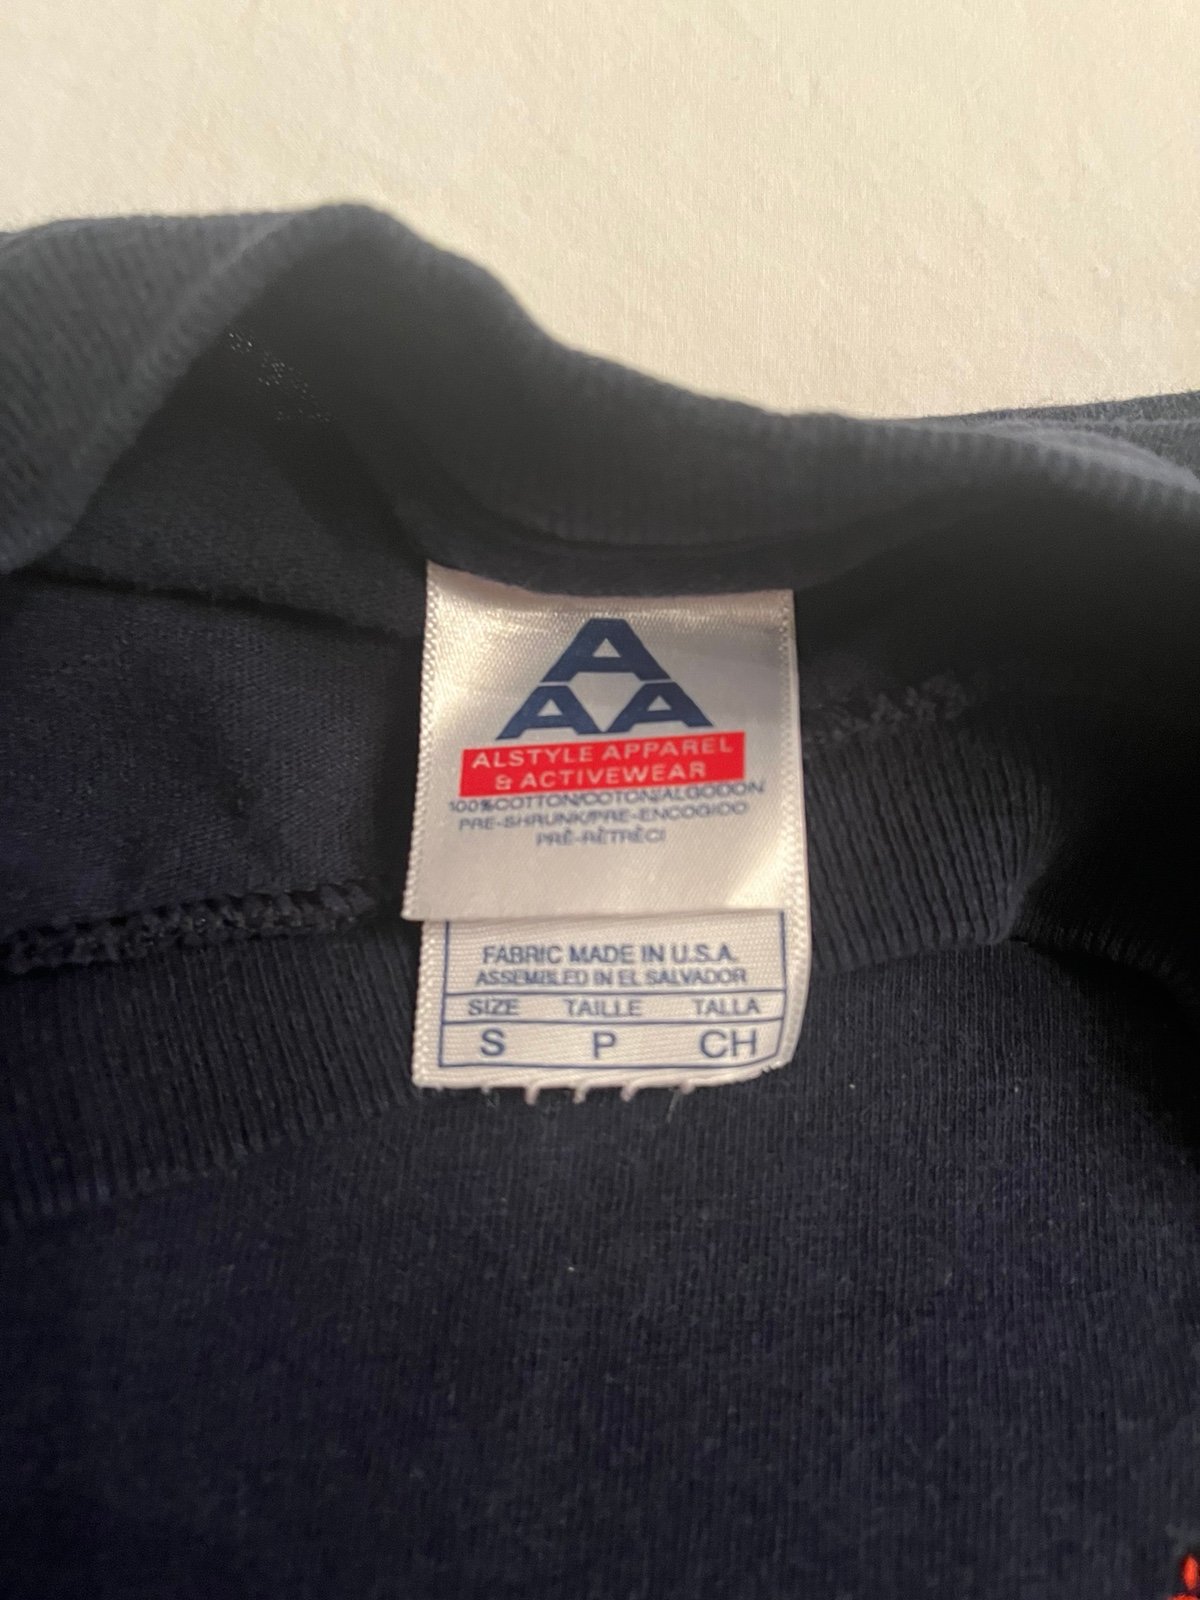 A
AA
ALSTYLE APPAREL
& ACTIVEWEAR
100%COTTON/COTON/ALGODON
PRE-SHRUNK/PRE-ENCOGIDO
PRÉ-RÉTRÉCI
FABRIC MADE IN U.S.A.
ASSEMBLED IN EL SALVADOR
SIZE TAILLE TALLA
S P CH